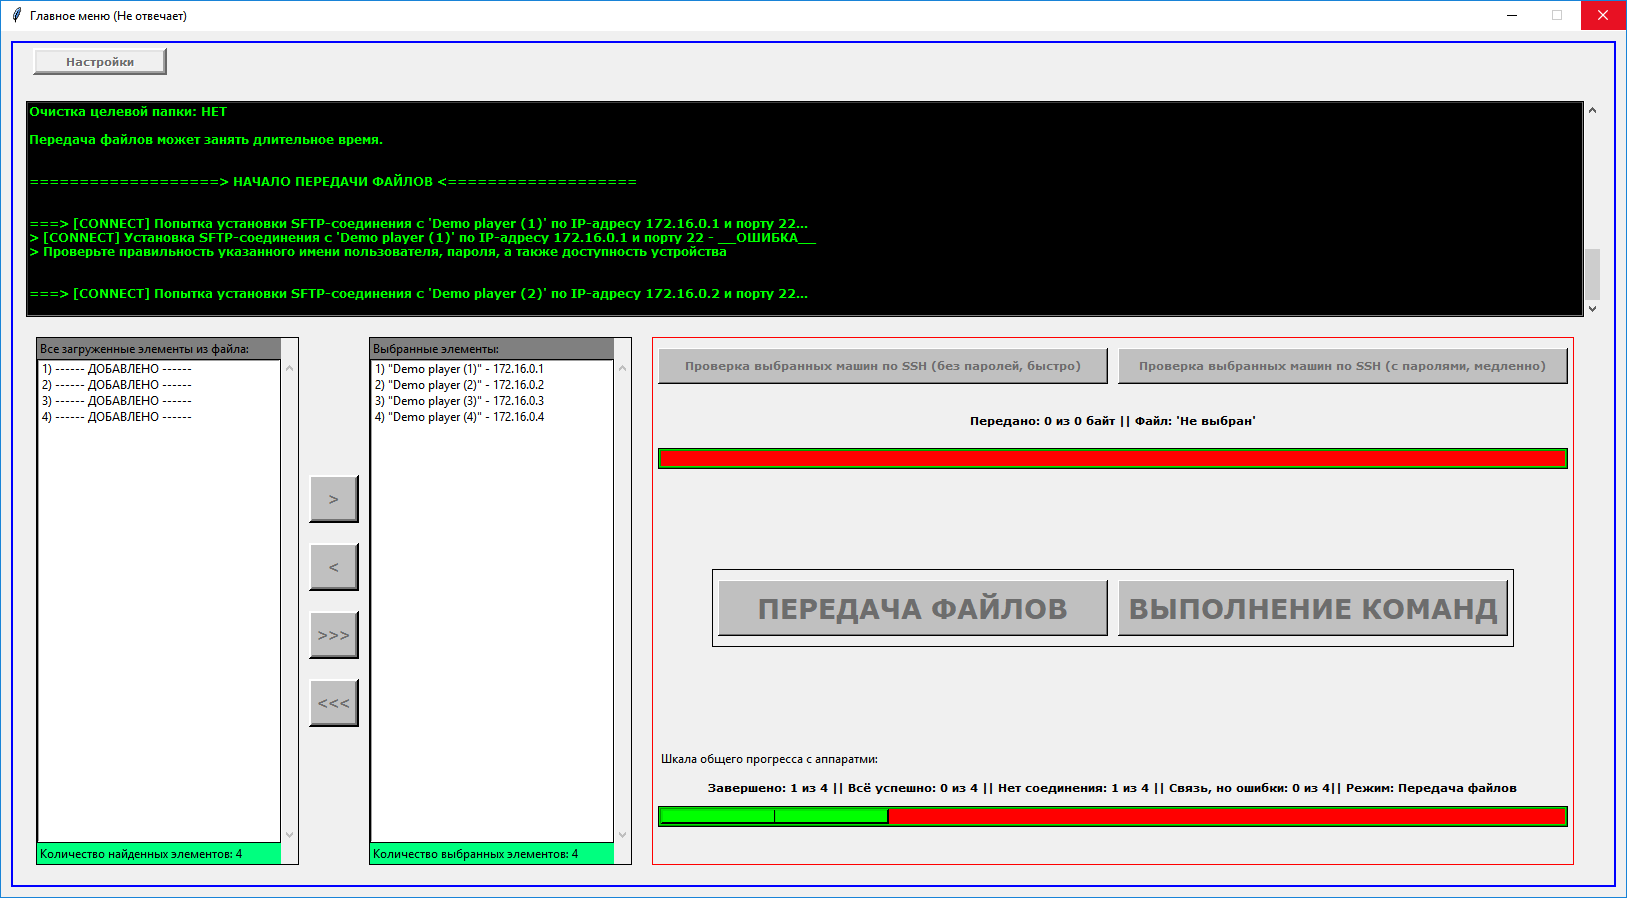 Главное меню (Не отвечает)
Настройки
Очистка целевой папки: НЕТ
Передача файлов может занять длительное время.
===================> НАЧАЛО ПЕРЕДАЧИ ФАЙЛОВ <===================
===> [CONNECT] Попытка установки SFTP-соединения с 'Demo player (1)' по IP-адресу 172.16.0.1 и порту 22...
> [CONNECT] Установка SFTP-соединения с 'Demo player (1)' по IP-адресу 172.16.0.1 и порту 22 - __ОШИБКА__
> Проверьте правильность указанного имени пользователя, пароля, а также доступность устройства
===> [CONNECT] Попытка установки SFTP-соединения с 'Demo player (2)' по IP-адресу 172.16.0.2 и порту 22...
Все загруженные элементы из файла:
1) ------ ДОБАВЛЕНО ------
2) ------ ДОБАВЛЕНО ------
3) ------ ДОБАВЛЕНО ------
4) ------ ДОБАВЛЕНО ------
Количество найденных элементов: 4
>
<
>>>
<<<
Выбранные элементы:
1) "Demo player (1)" - 172.16.0.1
2) "Demo player (2)" - 172.16.0.2
3) "Demo player (3)" - 172.16.0.3
4) "Demo player (4)" - 172.16.0.4
Количество выбранных элементов: 4
Проверка выбранных машин по SSH (без паролей, быстро)
Проверка выбранных машин по SSH (с паролями, медленно)
Передано: 0 из 0 байт || Файл: 'Не выбран'
ПЕРЕДАЧА ФАЙЛОВ
ВЫПОЛНЕНИЕ КОМАНД
Шкала общего прогресса с аппаратми:
Завершено: 1 из 4 || Всё успешно: 0 из 4 || Нет соединения: 1 из 4 || Связь, но ошибки: 0 из 4|| Режим: Передача файлов